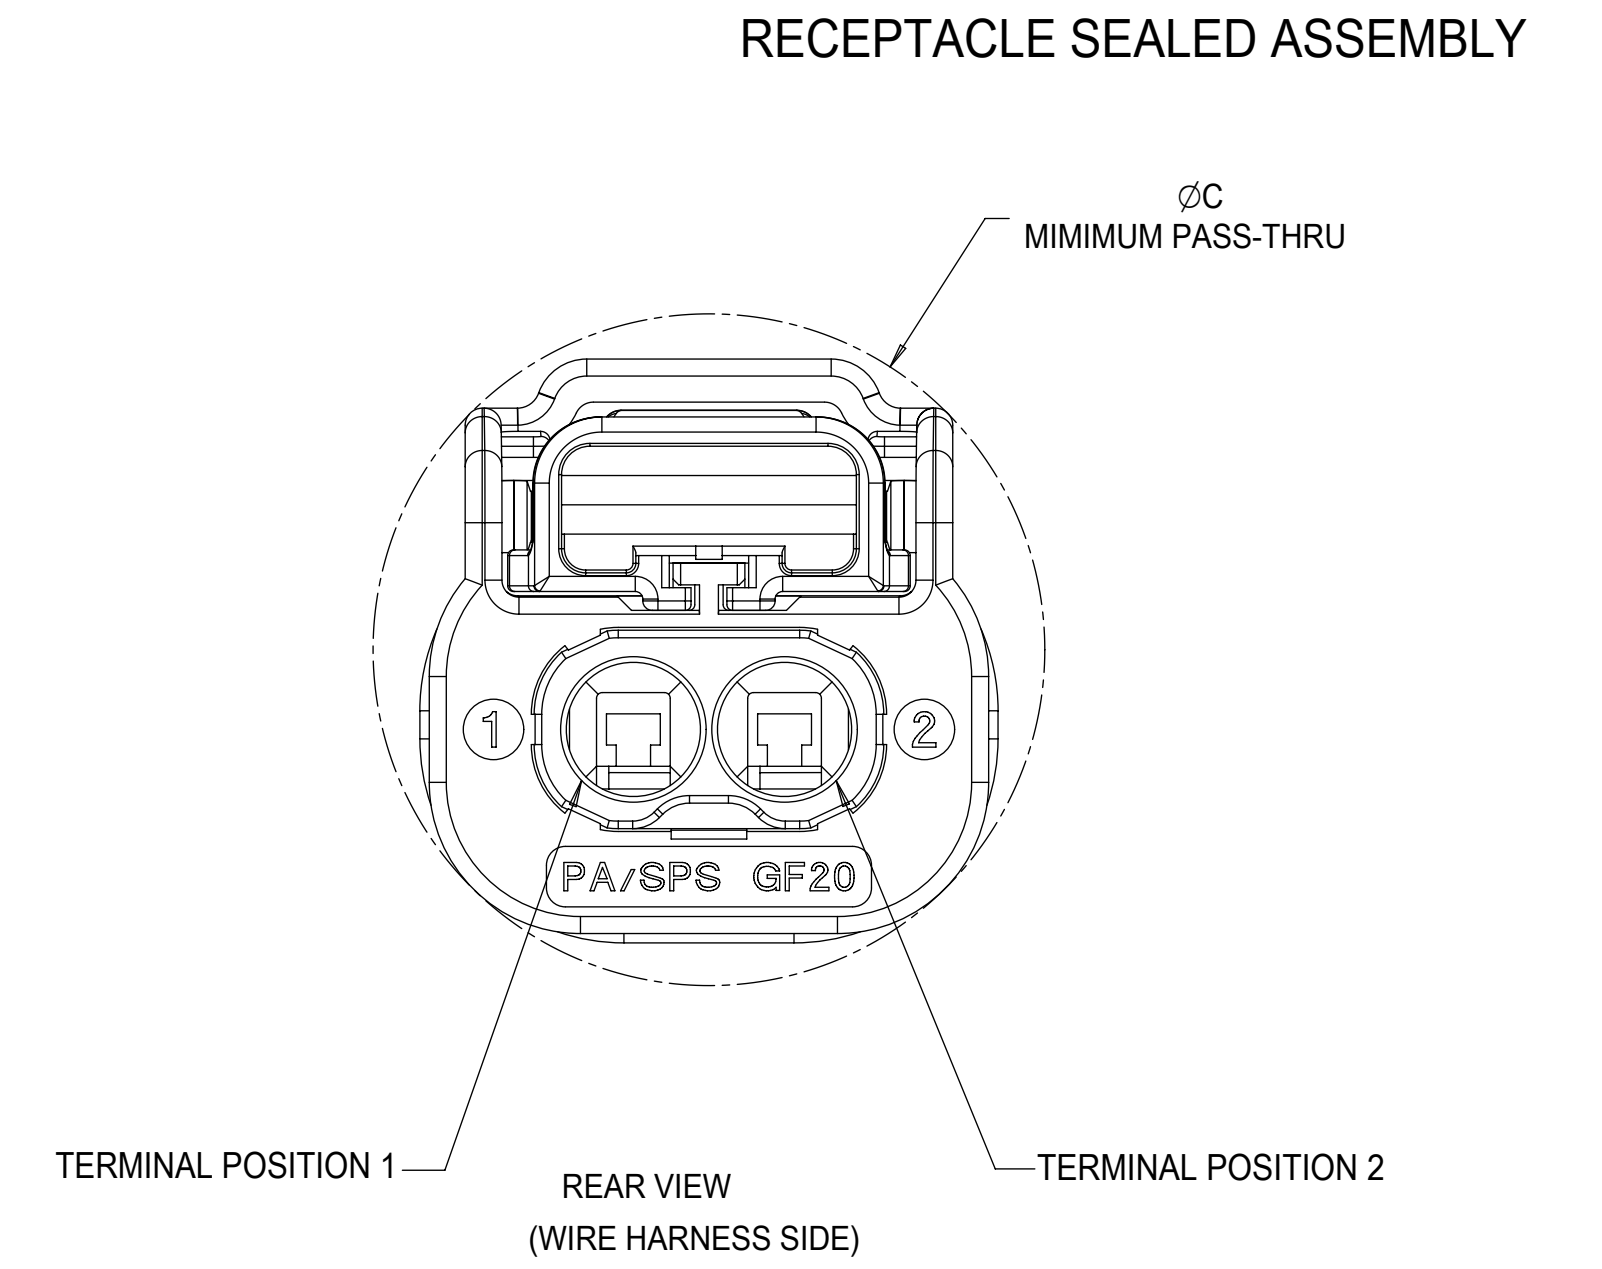 RECEPTACLE SEALED ASSEMBLY
∅C
MIMIMUM PASS-THRU
1
2
PA/SPS GF20
TERMINAL POSITION 1
TERMINAL POSITION 2
REAR VIEW
(WIRE HARNESS SIDE)